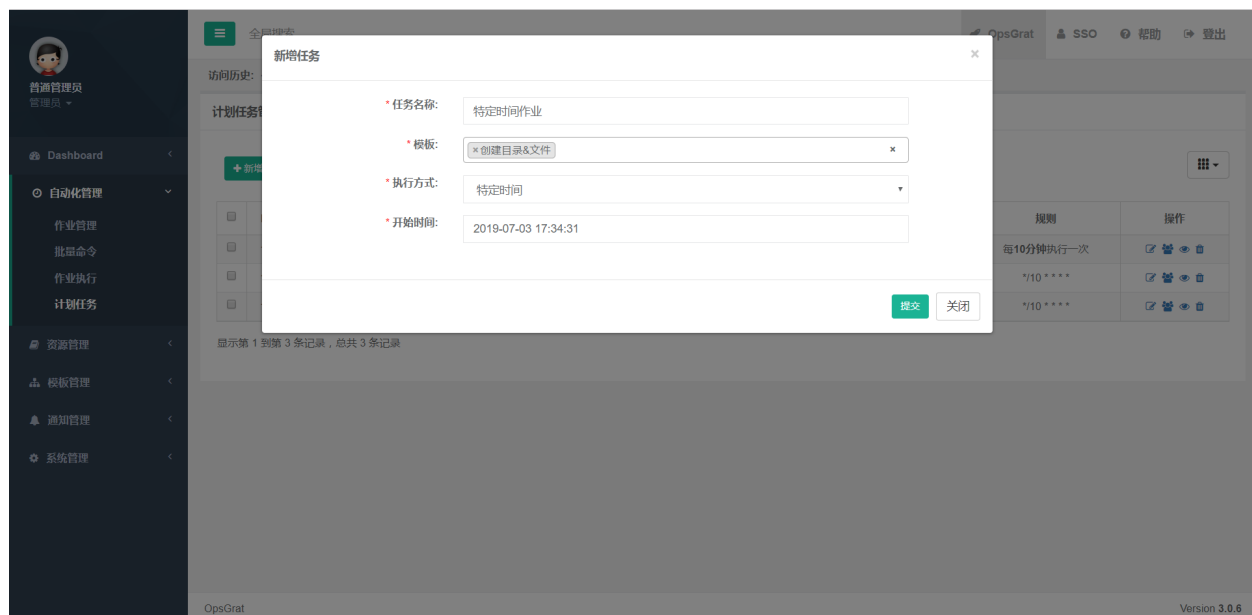 普通管理员
管理员
Dashboard
自动化管理
作业管理
批量命令
作业执行
计划任务
资源管理
模板管理
通知管理
系统管理
OpsGrat
SSO
帮助
登出
访问历史:
计划任务
新增任务
×
* 任务名称:
特定时间作业
* 模板:
×创建目录&文件
×
* 执行方式:
特定时间
* 开始时间:
2019-07-03 17:34:31
提交
关闭
规则
操作
每10分钟执行一次
*/10 * * * *
*/10 * * * *
显示第 1 到第 3 条记录，总共 3 条记录
OpsGrat
Version 3.0.6